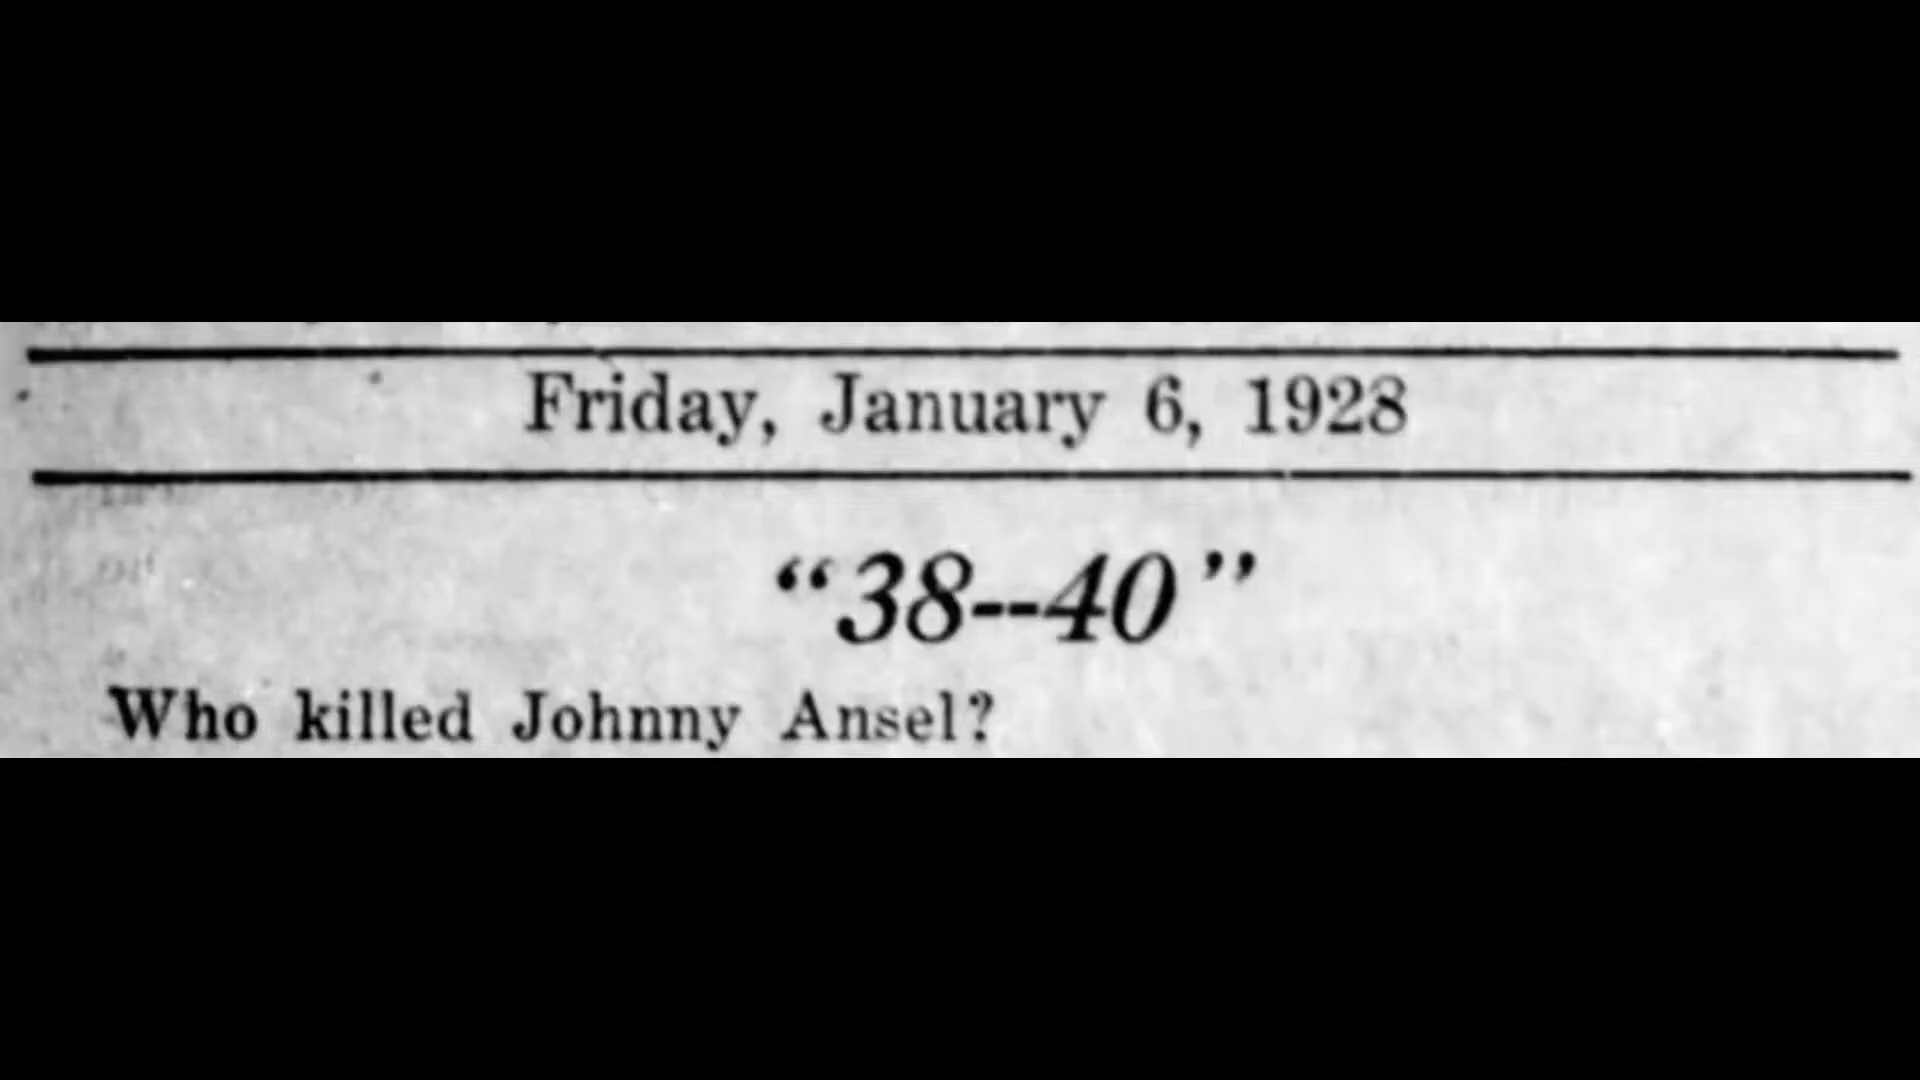 Friday, January 6, 1928
“38--40”
Who killed Johnny Ansel?